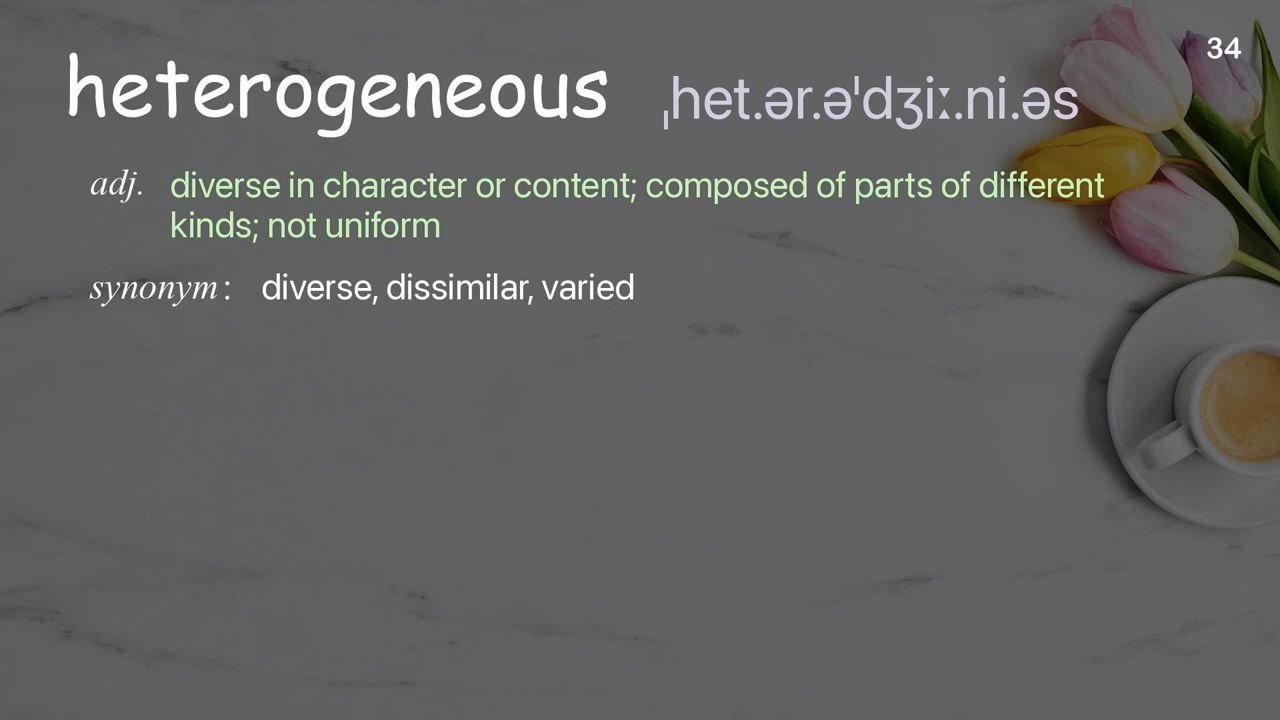 34
heterogeneous ˌhet.ər.əˈdʒiː.ni.əs
adj. diverse in character or content; composed of parts of different
kinds; not uniform
synonym: diverse, dissimilar, varied